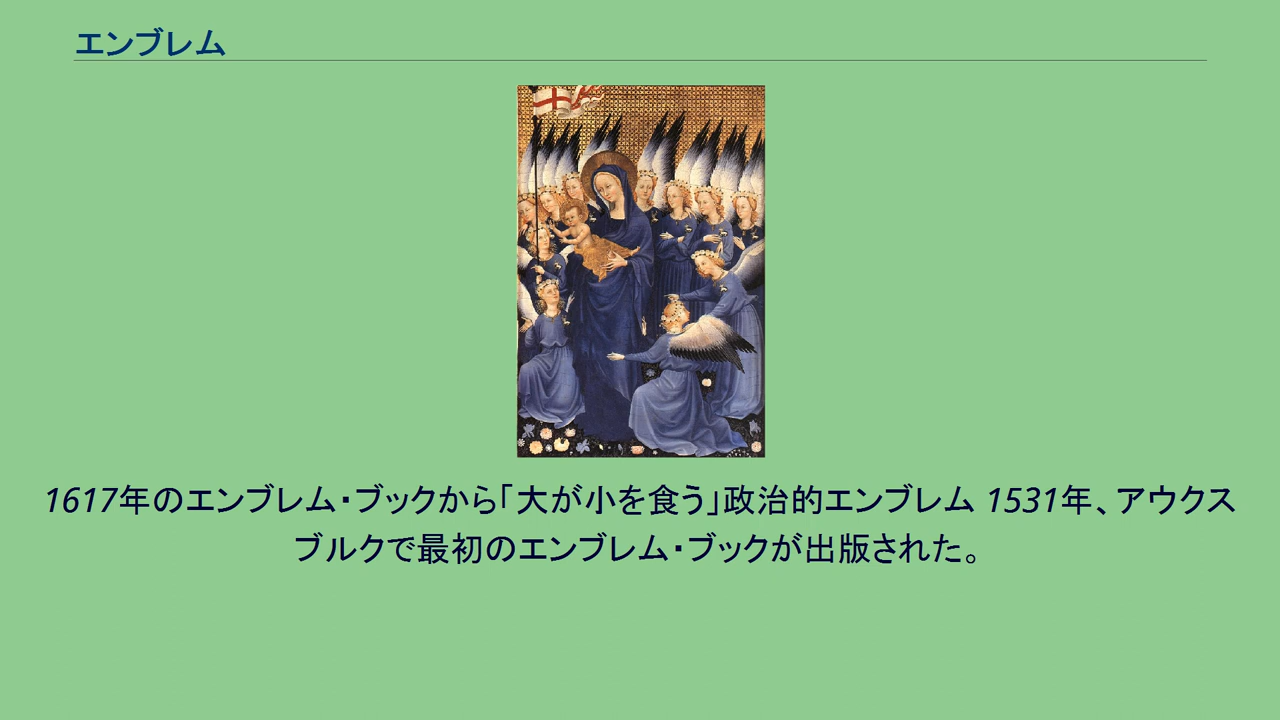 エンブレム
1617年のエンブレム・ブックから「大が小を食う」政治的エンブレム 1531年、アウクス
ブルクで最初のエンブレム・ブックが出版された。